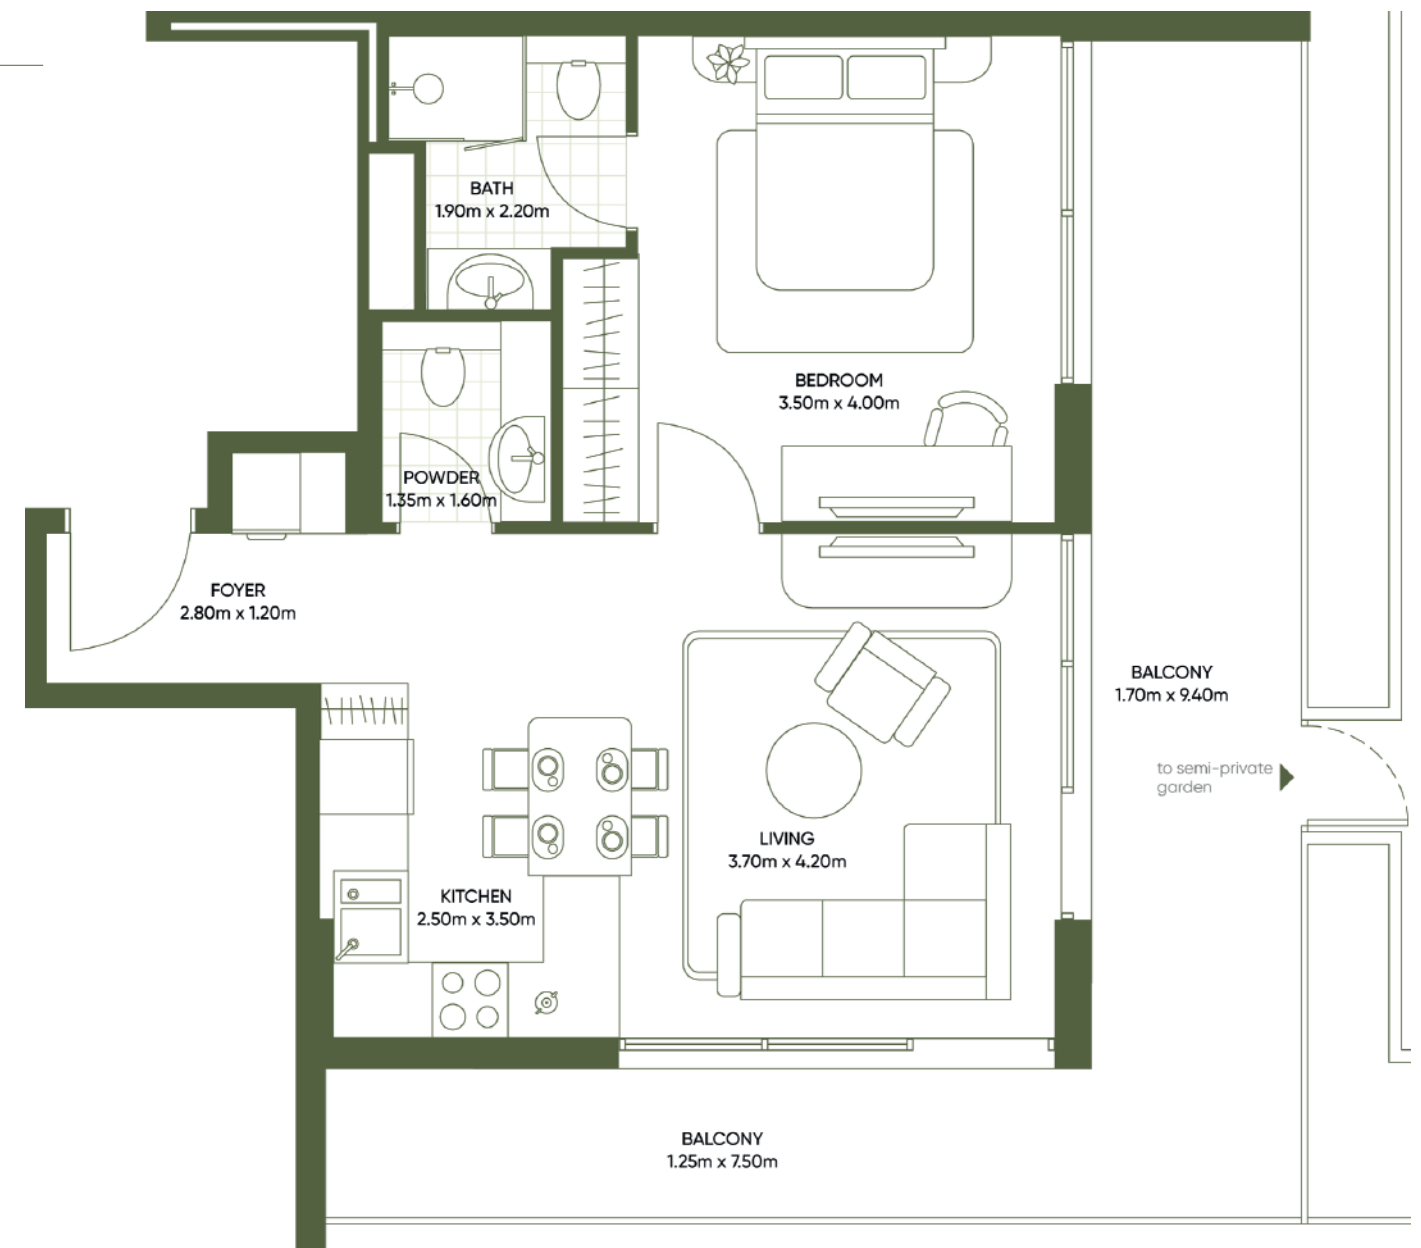 BATH
1.90m x 2.20m
BEDROOM
3.50m x 4.00m
POWDER
1.35m x 1.60m
FOYER
2.80m x 1.20m
BALCONY
1.70m x 9.40m
to semi-private
garden
LIVING
3.70m x 4.20m
KITCHEN
2.50m x 3.50m
BALCONY
1.25m x 7.50m